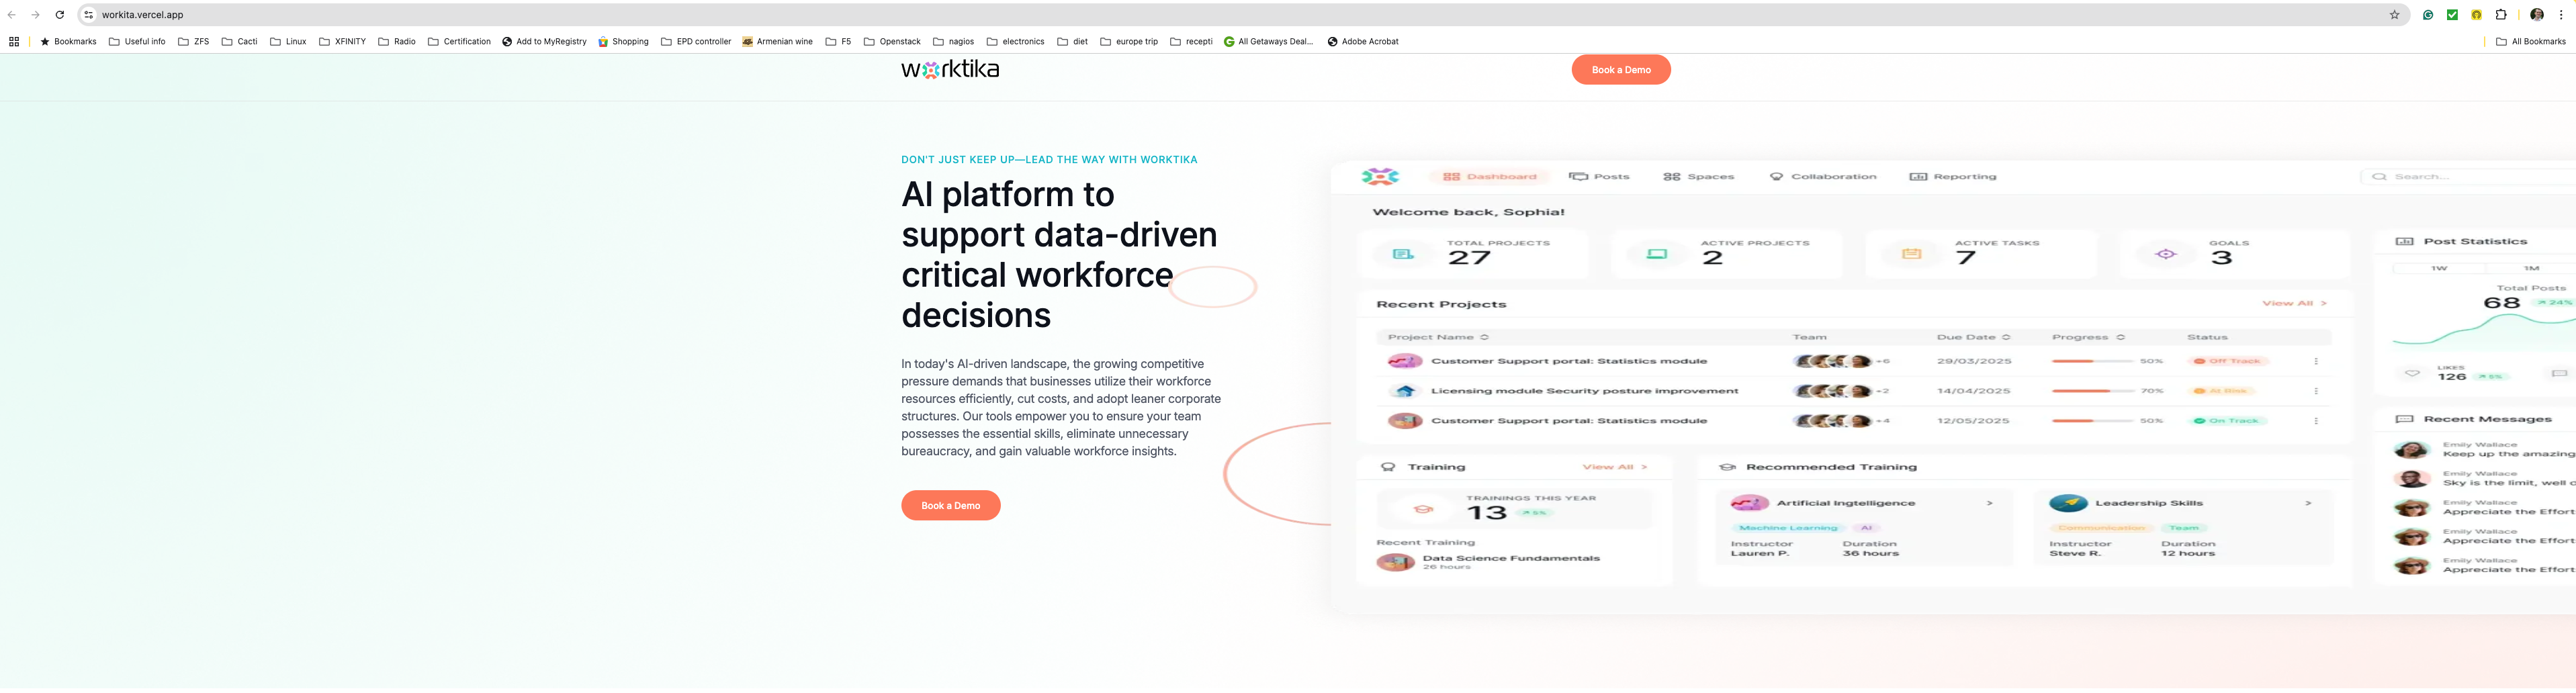 workita.vercel.app
Bookmarks Useful info ZFS Cacti Linux XFINITY Radio Certification Add to MyRegistry Shopping EPD controller Armenian wine F5 Openstack nagios electronics diet europe trip recepti All Getaways Deal... Adobe Acrobat All Bookmarks
worktika
Book a Demo
DON'T JUST KEEP UP—LEAD THE WAY WITH WORKTIKA
AI platform to
support data-driven
critical workforce
decisions
In today's AI-driven landscape, the growing competitive
pressure demands that businesses utilize their workforce
resources efficiently, cut costs, and adopt leaner corporate
structures. Our tools empower you to ensure your team
possesses the essential skills, eliminate unnecessary
bureaucracy, and gain valuable workforce insights.
Book a Demo
Dashboard Posts Spaces Collaboration Reporting Search...
Welcome back, Sophia!
TOTAL PROJECTS
27
ACTIVE PROJECTS
2
ACTIVE TASKS
7
GOALS
3
Recent Projects View All >
Project Name Team Due Date Progress Status
Customer Support portal: Statistics module +6 29/03/2025 50% Off Track
Licensing module Security posture improvement +2 14/04/2025 70% At Risk
Customer Support portal: Statistics module +4 12/05/2025 50% On Track
Training View All >
TRAININGS THIS YEAR
13 5%
Recent Training
Data Science Fundamentals
26 hours
Recommended Training
Artificial Ingtelligence >
Machine Learning AI
Instructor Duration
Lauren P. 36 hours
Leadership Skills >
Communication Team
Instructor Duration
Steve R. 12 hours
Post Statistics
1W 1M
Total Posts
68 24%
LIKES
126 5%
Recent Messages
Emily Wallace
Keep up the amazing
Emily Wallace
Sky is the limit, well
Emily Wallace
Appreciate the Effort
Emily Wallace
Appreciate the Effort
Emily Wallace
Appreciate the Effort